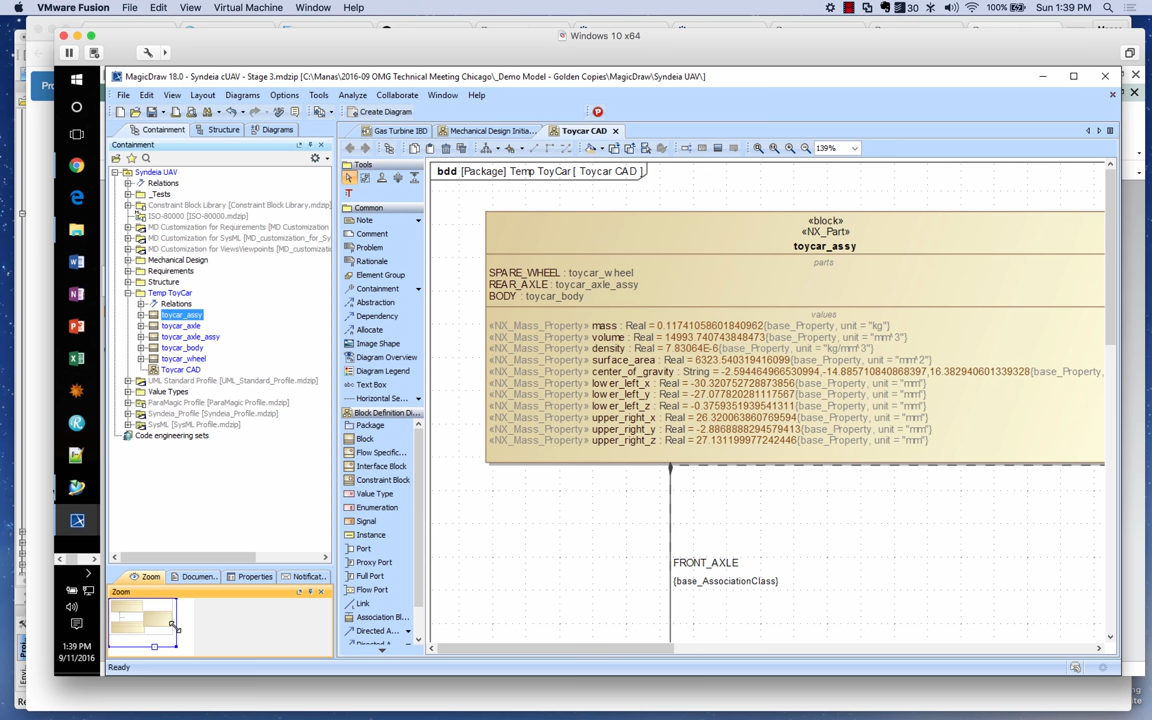 VMware Fusion File Edit View Virtual Machine Window Help
30 100% Sun 1:39 PM
Windows 10 x64
MagicDraw 18.0 - Syndeia cUAV - Stage 3.mdzip [C:\Manas\2016-09 OMG Technical Meeting Chicago\_Demo Model - Golden Copies\MagicDraw\Syndeia UAV\]
File Edit View Layout Diagrams Options Tools Analyze Collaborate Window Help
Create Diagram
Containment Structure Diagrams
Gas Turbine IBD Mechanical Design Initia... Toycar CAD
Containment
139%
Syndeia UAV
Relations
_Tests
Constraint Block Library [Constraint Block Library.mdzip]
ISO-80000 [ISO-80000.mdzip]
MD Customization for Requirements [MD Customization
MD Customization for SysML [MD_customization_for_Sy
MD Customization for ViewsViewpoints [MD_Customizati
Mechanical Design
Requirements
Structure
Temp ToyCar
Relations
toycar_assy
toycar_axle
toycar_axle_assy
toycar_body
toycar_wheel
Toycar CAD
UML Standard Profile [UML_Standard_Profile.mdzip]
Value Types
ParaMagic Profile [ParaMagic Profile.mdzip]
Syndeia_Profile [Syndeia_Profile.mdzip]
SysML [SysML Profile.mdzip]
Code engineering sets
Zoom Documen... Properties Notificat...
Zoom
Tools
Common
Note
Comment
Problem
Rationale
Element Group
Containment
Abstraction
Dependency
Allocate
Image Shape
Diagram Overview
Diagram Legend
Text Box
Horizontal Se...
Block Definition Di...
Package
Block
Flow Specific...
Interface Block
Constraint Block
Value Type
Enumeration
Signal
Instance
Port
Proxy Port
Full Port
Flow Port
Link
Association Bl...
Directed A...
Directed A
bdd [Package] Temp ToyCar[ Toycar CAD ]
«block»
«NX_Part»
toycar_assy
parts
SPARE_WHEEL : toycar_wheel
REAR_AXLE : toycar_axle_assy
BODY : toycar_body
values
«NX_Mass_Property» mass : Real = 0.11741058601840962{base_Property, unit = "kg"}
«NX_Mass_Property» volume : Real = 14993.740743848473{base_Property, unit = "mm^3"}
«NX_Mass_Property» density : Real = 7.83064E-6{base_Property, unit = "kg/mm^3"}
«NX_Mass_Property» surface_area : Real = 6323.540319416099{base_Property, unit = "mm^2"}
«NX_Mass_Property» center_of_gravity : String = -2.594464966530994,-14.885710840868397,16.382940601339328{base_Property,
«NX_Mass_Property» lower_left_x : Real = -30.320752728873856{base_Property, unit = "mm"}
«NX_Mass_Property» lower_left_y : Real = -27.077820281117567{base_Property, unit = "mm"}
«NX_Mass_Property» lower_left_z : Real = -0.3759351939541311{base_Property, unit = "mm"}
«NX_Mass_Property» upper_right_x : Real = 26.320063860769594{base_Property, unit = "mm"}
«NX_Mass_Property» upper_right_y : Real = -2.8868888294579413{base_Property, unit = "mm"}
«NX_Mass_Property» upper_right_z : Real = 27.131199977242446{base_Property, unit = "mm"}
FRONT_AXLE
{base_AssociationClass}
1:39 PM
9/11/2016
Ready